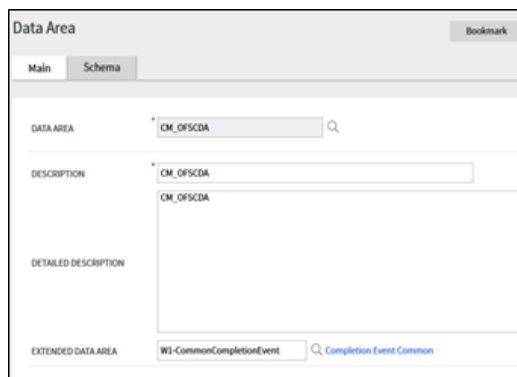 Data Area
Bookmark
Main Schema
DATA AREA * CM_OFSCDA
DESCRIPTION * CM_OFSCDA
CM_OFSCDA
DETAILED DESCRIPTION
EXTENDED DATA AREA W1-CommonCompletionEvent Completion Event Common